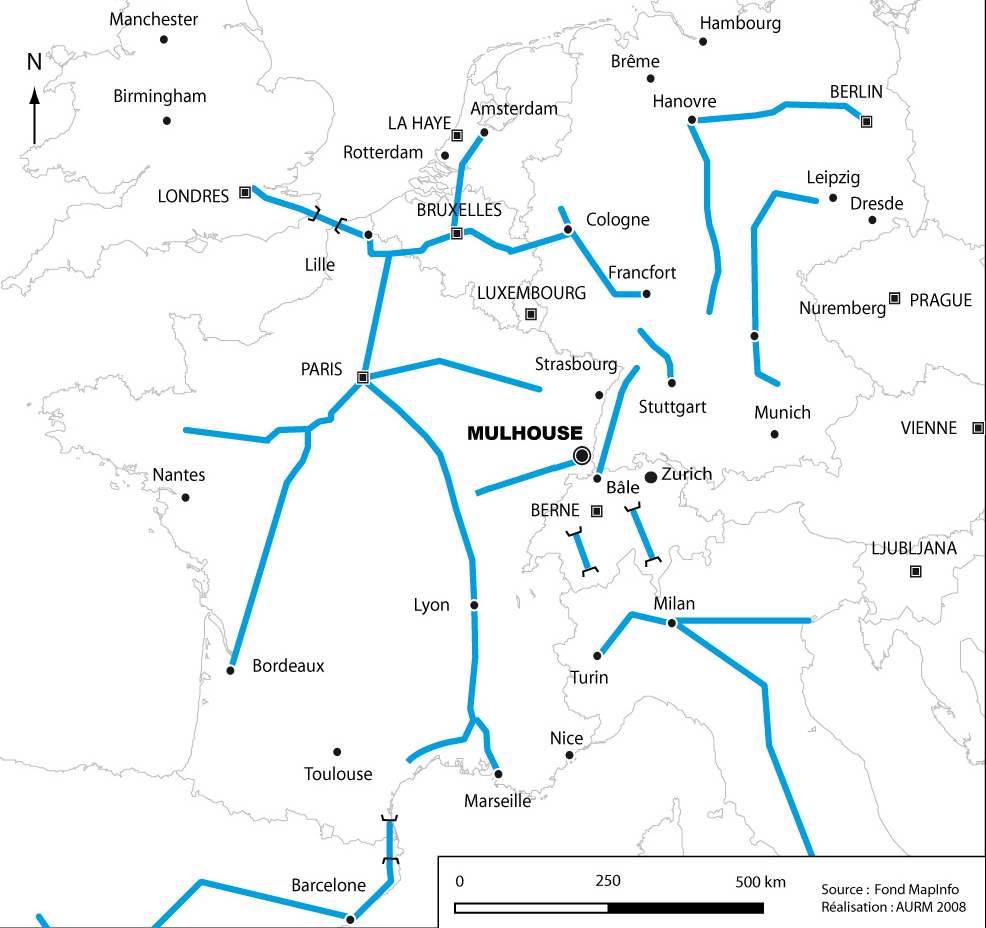 Manchester
Hambourg
N
Brême
Birmingham
Hanovre
BERLIN
Amsterdam
LA HAYE
Rotterdam
LONDRES
Leipzig
BRUXELLES
Dresde
Cologne
Lille
Francfort
LUXEMBOURG
Nuremberg
PRAGUE
PARIS
Strasbourg
Stuttgart
Munich
MULHOUSE
VIENNE
Nantes
Zurich
Bâle
BERNE
LJUBLJANA
Lyon
Milan
Bordeaux
Turin
Nice
Toulouse
Marseille
Barcelone
0 250 500 km
Source : Fond MapInfo
Réalisation : AURM 2008